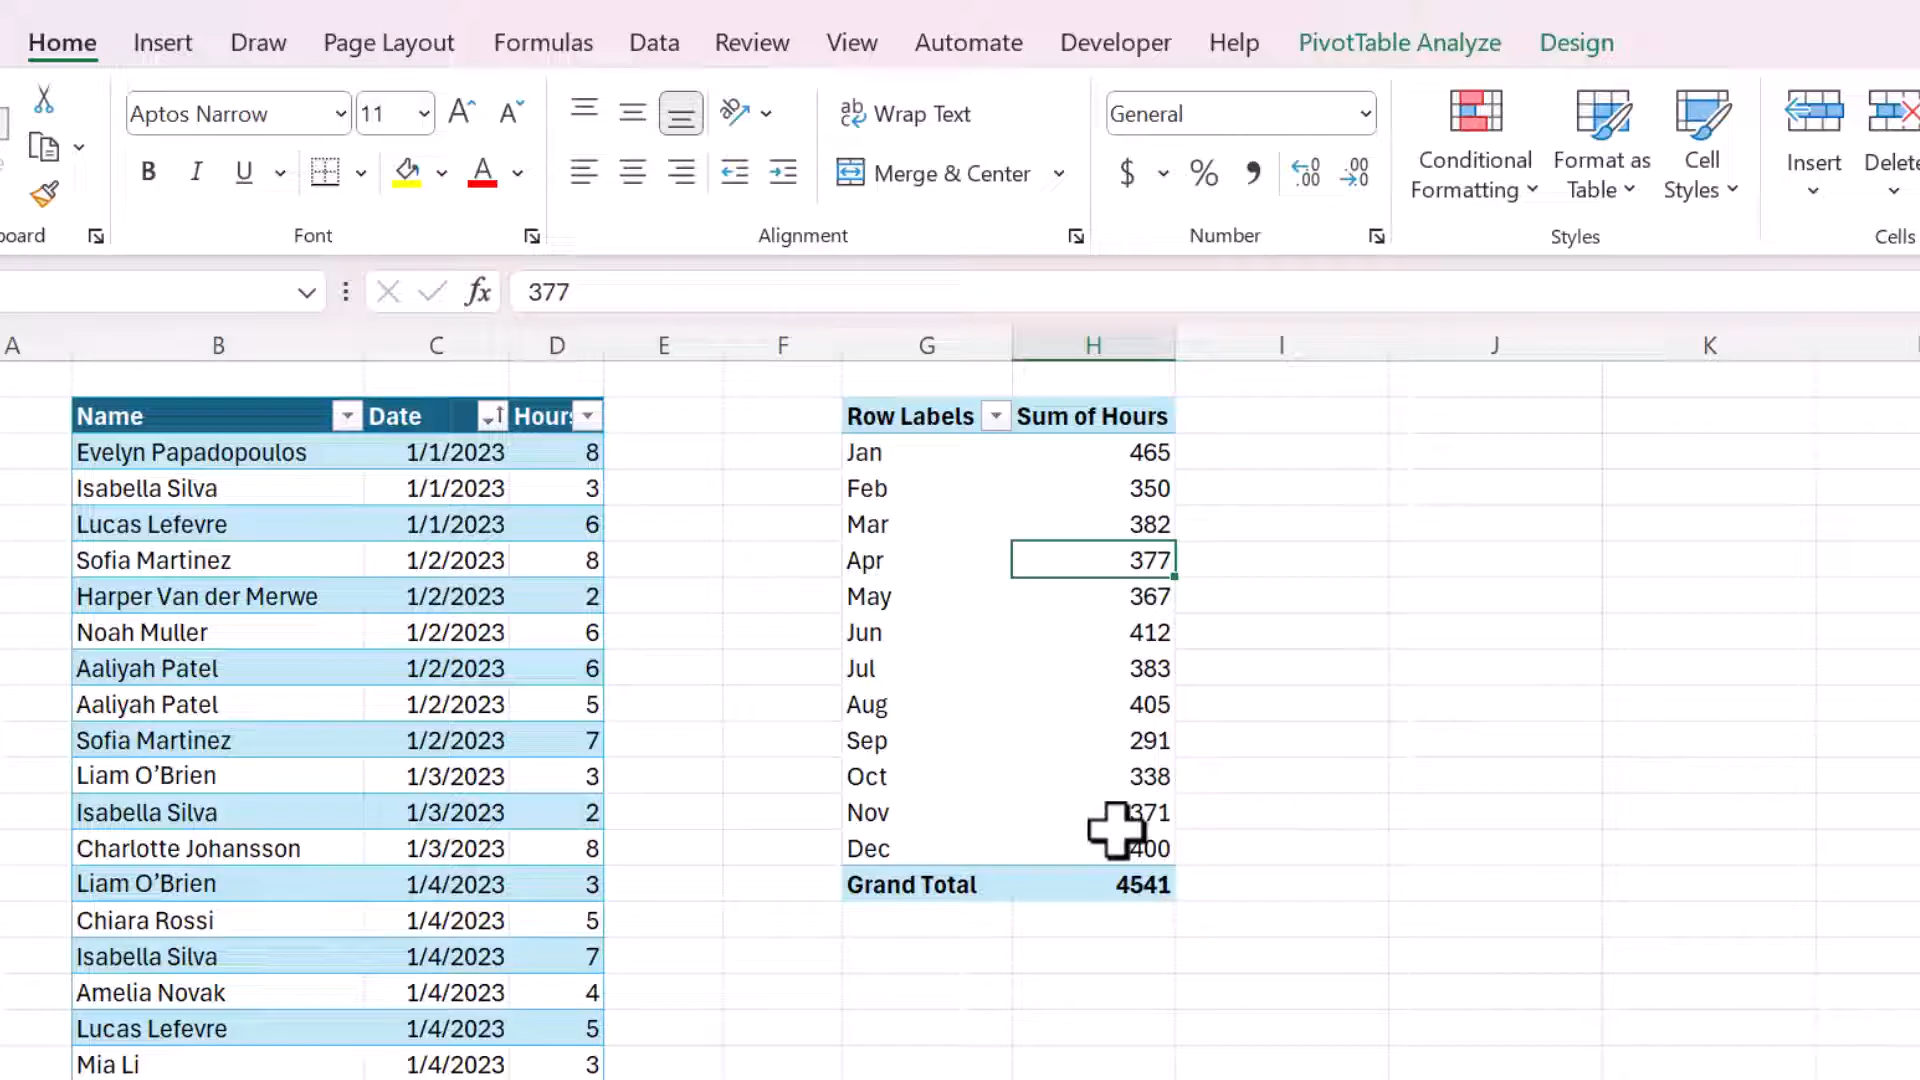 Home Insert Draw Page Layout Formulas Data Review View Automate Developer Help PivotTable Analyze Design
Aptos Narrow 11 A A ab Wrap Text General
B I U A Merge & Center $ % 9 .00 .00
Conditional Formatting
Format as Table
Cell Styles
Insert
Delete
board Font Alignment Number Styles Cells
fx 377
A B C D E F G H I J K
Name Date Hours Row Labels Sum of Hours
Evelyn Papadopoulos 1/1/2023 8 Jan 465
Isabella Silva 1/1/2023 3 Feb 350
Lucas Lefevre 1/1/2023 6 Mar 382
Sofia Martinez 1/2/2023 8 Apr 377
Harper Van der Merwe 1/2/2023 2 May 367
Noah Muller 1/2/2023 6 Jun 412
Aaliyah Patel 1/2/2023 6 Jul 383
Aaliyah Patel 1/2/2023 5 Aug 405
Sofia Martinez 1/2/2023 7 Sep 291
Liam O’Brien 1/3/2023 3 Oct 338
Isabella Silva 1/3/2023 2 Nov 371
Charlotte Johansson 1/3/2023 8 Dec 400
Liam O’Brien 1/4/2023 3 Grand Total 4541
Chiara Rossi 1/4/2023 5
Isabella Silva 1/4/2023 7
Amelia Novak 1/4/2023 4
Lucas Lefevre 1/4/2023 5
Mia Li 1/4/2023 3